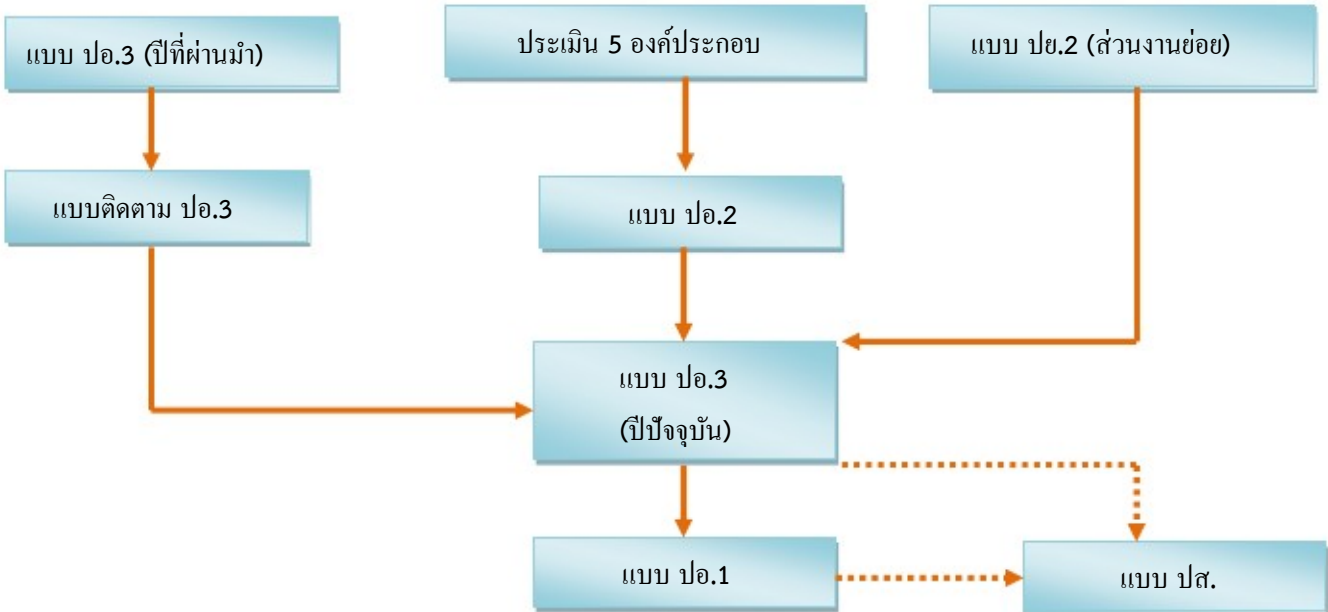 แบบ ปอ.3 (ปีที่ผ่านมำ)
ประเมิน 5 องค์ประกอบ
แบบ ปย.2 (ส่วนงานย่อย)
แบบติดตาม ปอ.3
แบบ ปอ.2
แบบ ปอ.3
(ปีปัจจุบัน)
แบบ ปอ.1
แบบ ปส.